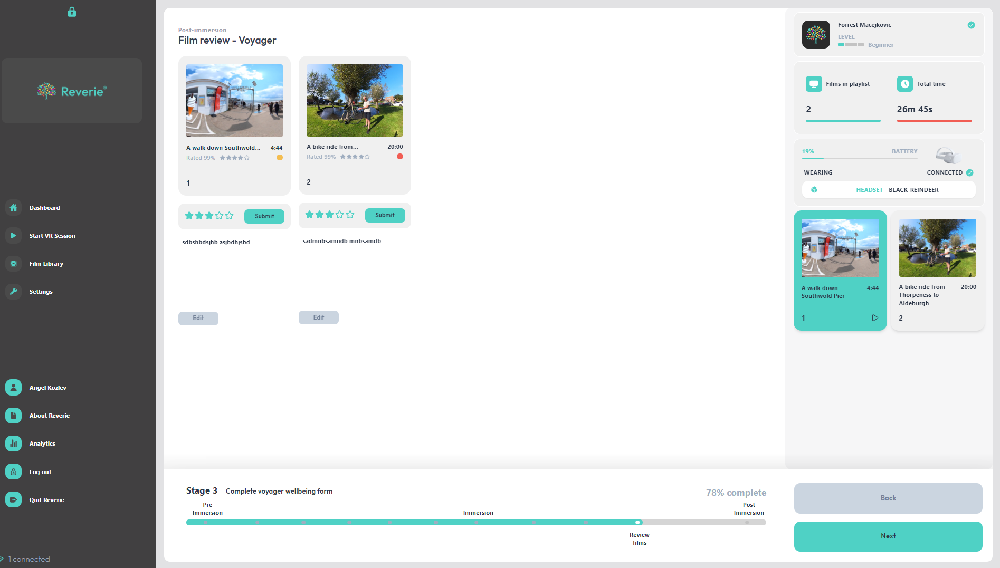 Reverie®
Dashboard
Start VR Session
Film Library
Settings
Angel Kozlev
About Reverie
Analytics
Log out
Quit Reverie
1 connected
Post-immersion
Film review - Voyager
A walk down Southwold... 4:44
Rated 99%
1
Submit
sdbshbdsjhb asjbdhjsbd
Edit
A bike ride from... 20:00
Rated 99%
2
Submit
sadmnbsamndb mnbsamdb
Edit
Forrest Macejkovic
LEVEL
Beginner
Films in playlist
2
Total time
26m 45s
19% BATTERY
WEARING CONNECTED
HEADSET - BLACK-REINDEER
A walk down 4:44
Southwold Pier
1
A bike ride from 20:00
Thorpeness to
Aldeburgh
2
Stage 3 Complete voyager wellbeing form
78% complete
Pre
Immersion
Immersion
Post
Immersion
Review
films
Back
Next